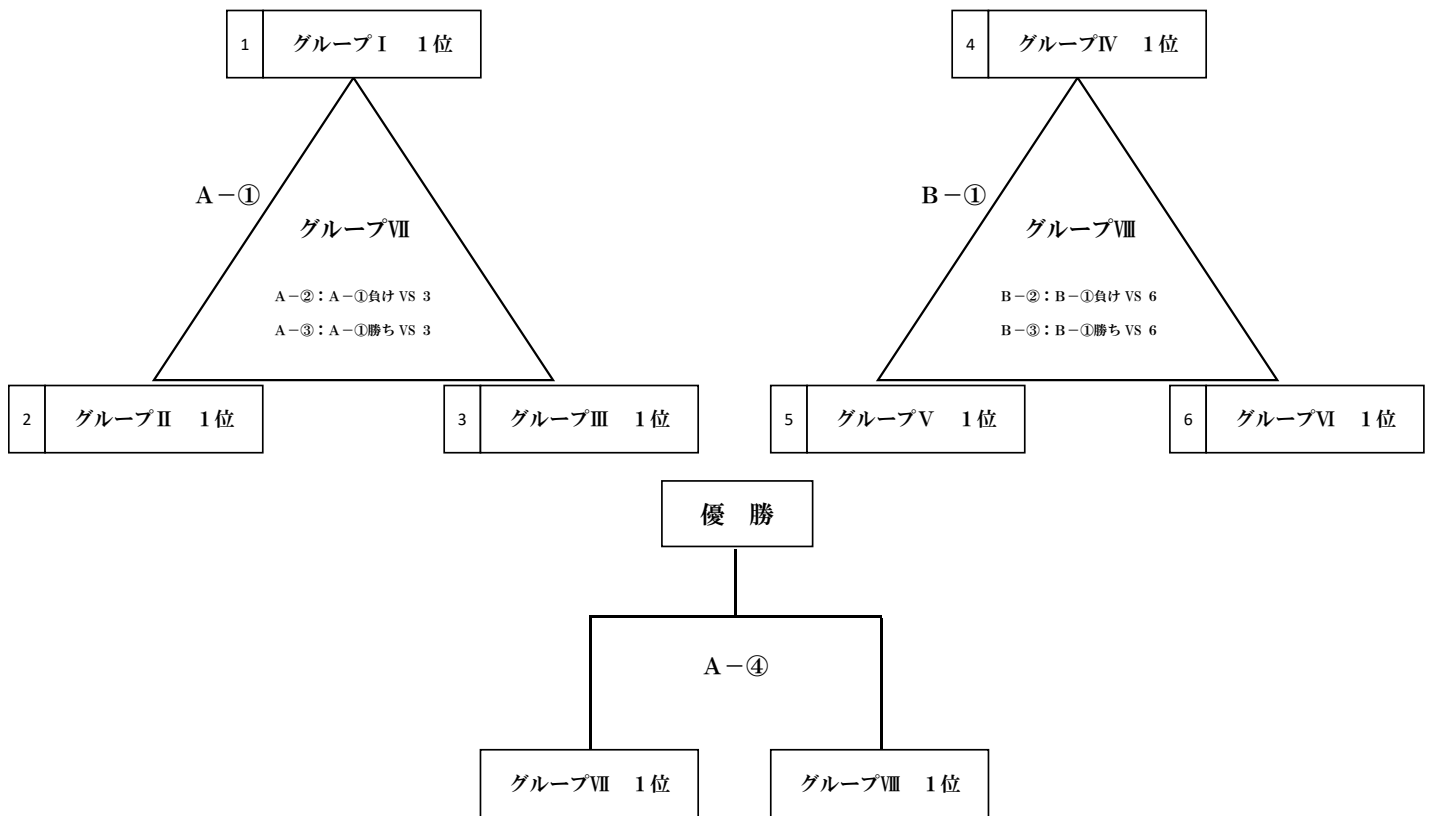 1 グループⅠ　1位
4 グループⅣ　1位
A－①
B－①
グループⅦ
グループⅧ
A－②：A－①負け VS 3
A－③：A－①勝ち VS 3
B－②：B－①負け VS 6
B－③：B－①勝ち VS 6
2 グループⅡ　1位
3 グループⅢ　1位
5 グループⅤ　1位
6 グループⅥ　1位
優　勝
A－④
グループⅦ　1位
グループⅧ　1位